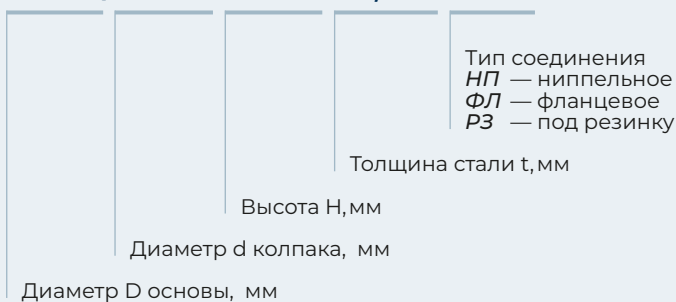 Тип соединения
НП — ниппельное
ФЛ — фланцевое
РЗ — под резинку
Толщина стали t, мм
Высота H, мм
Диаметр d колпака, мм
Диаметр D основы, мм